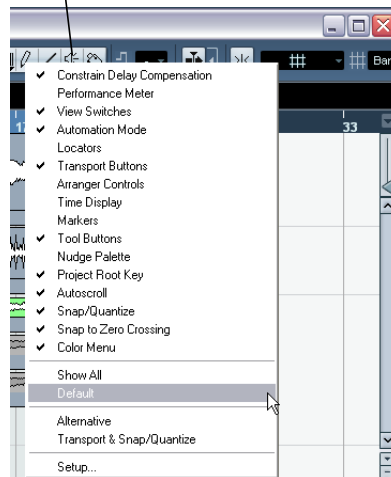 Bar
17
33
Constrain Delay Compensation
Performance Meter
View Switches
Automation Mode
Locators
Transport Buttons
Arranger Controls
Time Display
Markers
Tool Buttons
Nudge Palette
Project Root Key
Autoscroll
Snap/Quantize
Snap to Zero Crossing
Color Menu
Show All
Default
Alternative
Transport & Snap/Quantize
Setup...